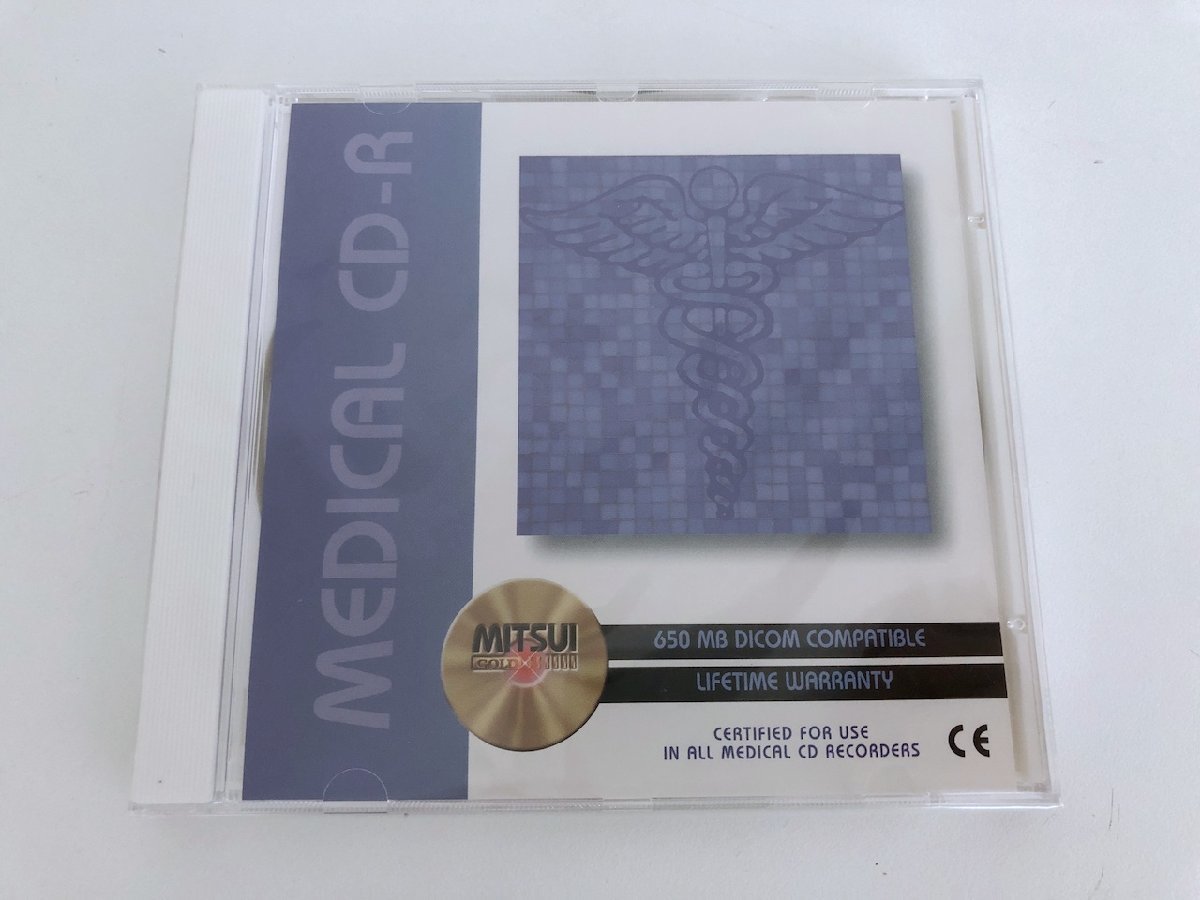 MEDICAL CD-R
MITSUI
GOLD
650 MB DICOM COMPATIBLE
LIFETIME WARRANTY
CERTIFIED FOR USE
IN ALL MEDICAL CD RECORDERS
CE